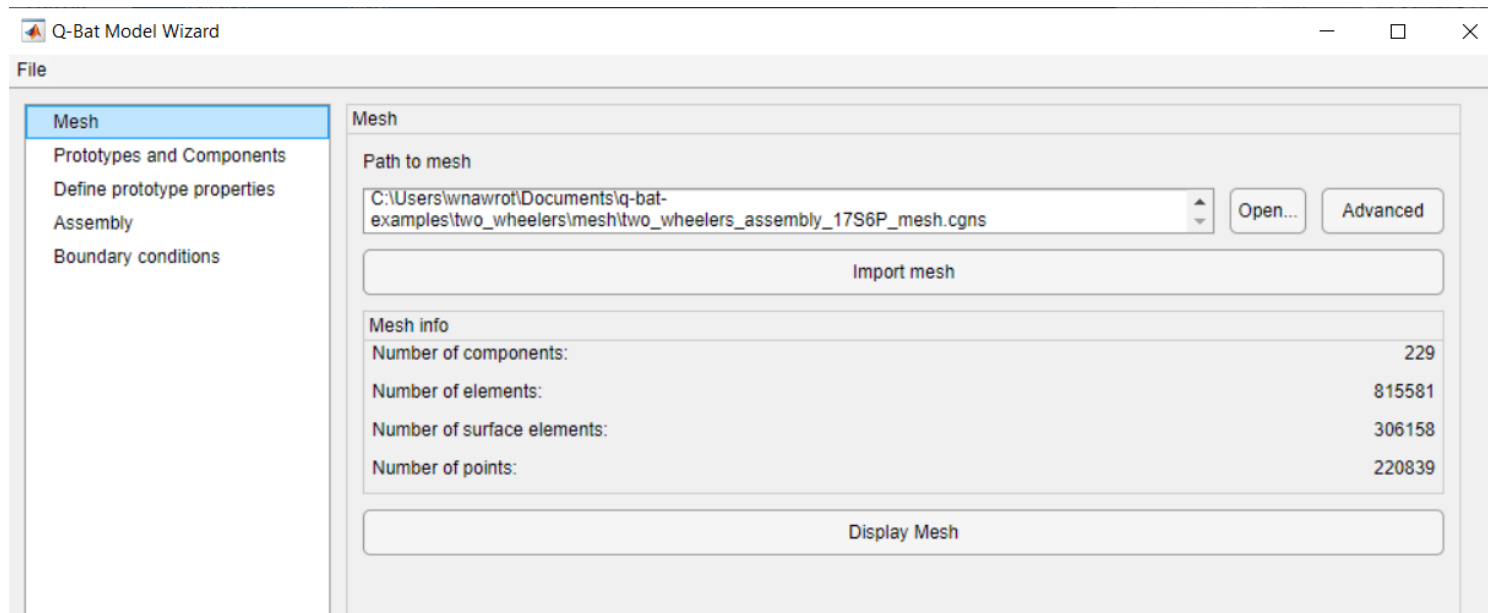 Q-Bat Model Wizard
File
Mesh
Prototypes and Components
Define prototype properties
Assembly
Boundary conditions
Mesh
Path to mesh
C:\Users\wnawrot\Documents\q-bat-
examples\two_wheelers\mesh\two_wheelers_assembly_17S6P_mesh.cgns
Open...
Advanced
Import mesh
Mesh info
Number of components: 229
Number of elements: 815581
Number of surface elements: 306158
Number of points: 220839
Display Mesh